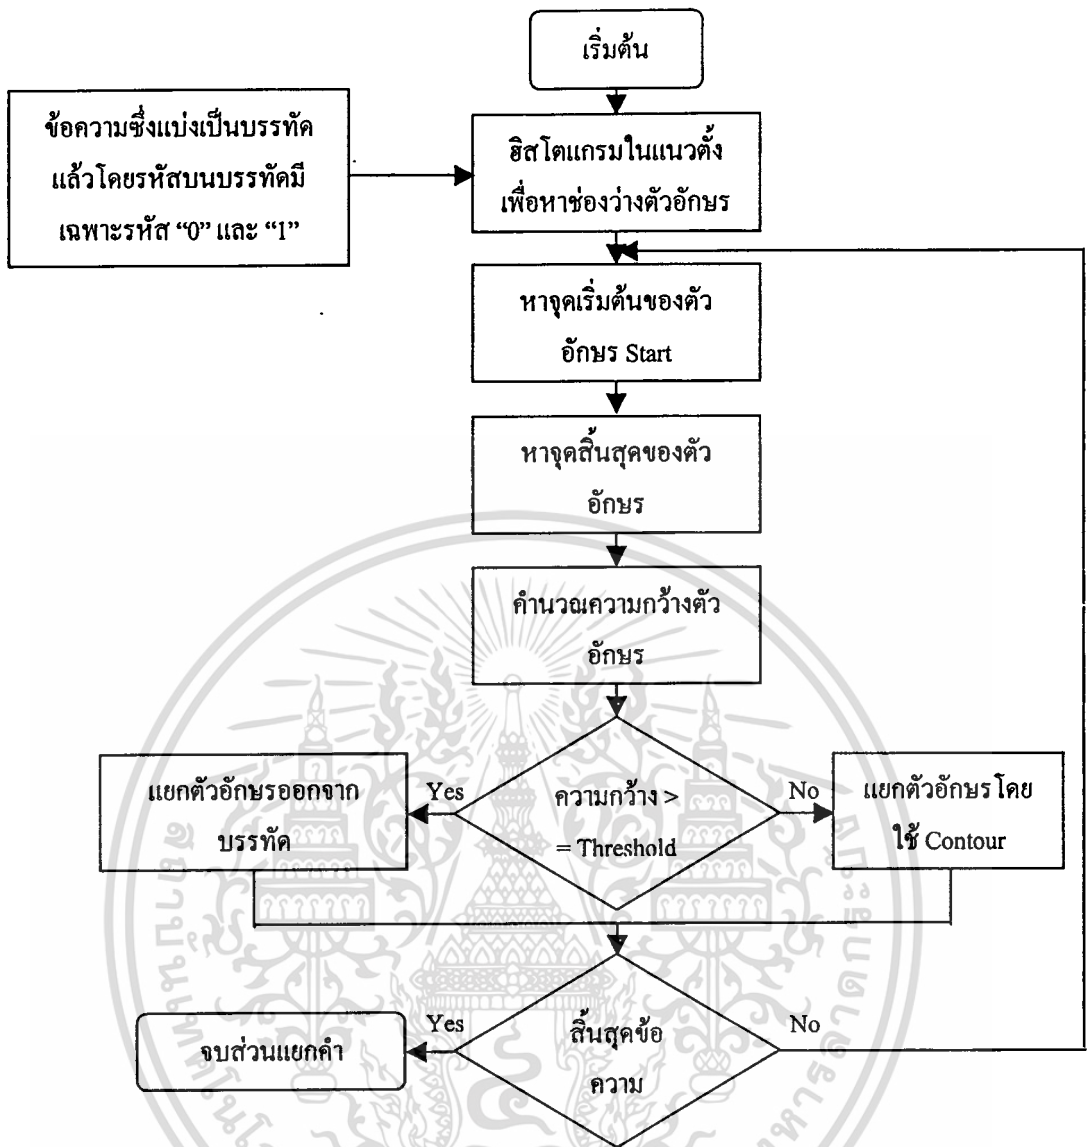 เริ่มต้น
ข้อความซึ่งแบ่งเป็นบรรทัด
แล้วโดยรหัสบนบรรทัดมี
เฉพาะรหัส “0” และ “1”
ฮิสโตแกรมในแนวตั้ง
เพื่อหาช่องว่างตัวอักษร
หาจุดเริ่มต้นของตัว
อักษร Start
หาจุดสิ้นสุดของตัว
อักษร
คำนวณความกว้างตัว
อักษร
ความกว้าง >
= Threshold
Yes
No
แยกตัวอักษรออกจาก
บรรทัด
แยกตัวอักษรโดย
ใช้ Contour
สิ้นสุดข้อ
ความ
Yes
No
จบส่วนแยกคำ